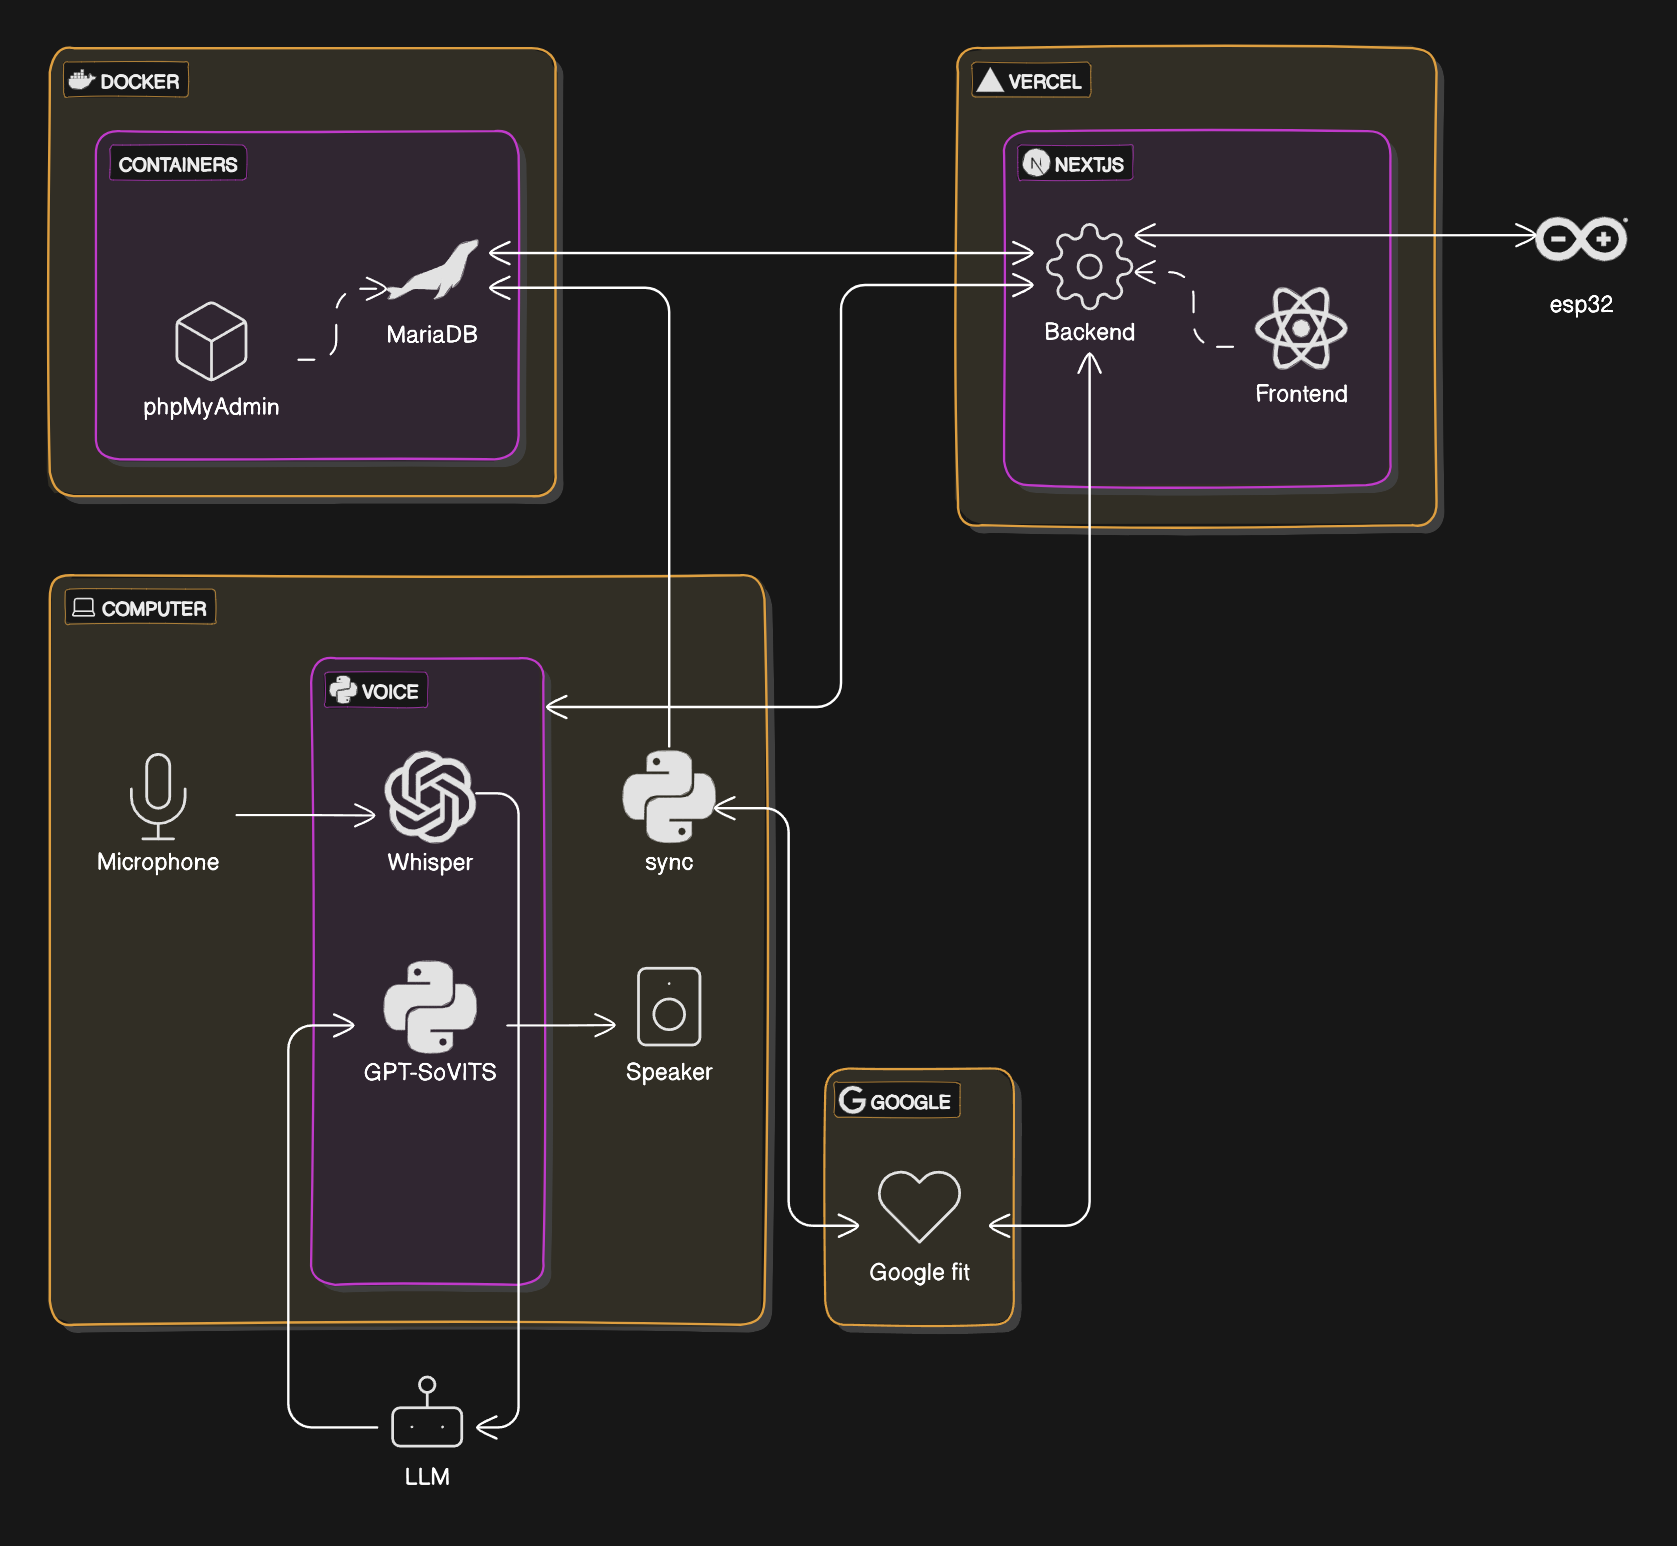 DOCKER
VERCEL
CONTAINERS
NEXTJS
MariaDB
Backend
esp32
phpMyAdmin
Frontend
COMPUTER
VOICE
Microphone
Whisper
sync
GPT-SoVITS
Speaker
GOOGLE
Google fit
LLM